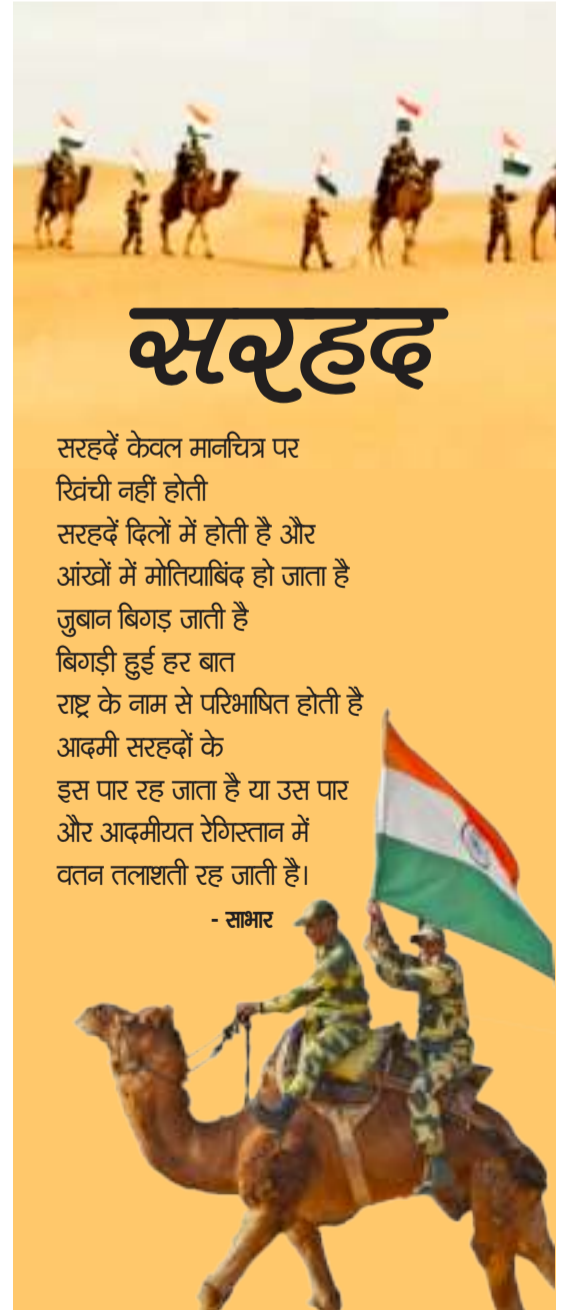 सरहद
सरहदें केवल मानचित्र पर
खिंची नहीं होती
सरहदें दिलों में होती है और
आंखों में मोतियाबिंद हो जाता है
जुबान बिगड़ जाती है
बिगड़ी हुई हर बात
राष्ट्र के नाम से परिभाषित होती है
आदमी सरहदों के
इस पार रह जाता है या उस पार
और आदमीयत रेगिस्तान में
वतन तलाशती रह जाती है।
- साभार